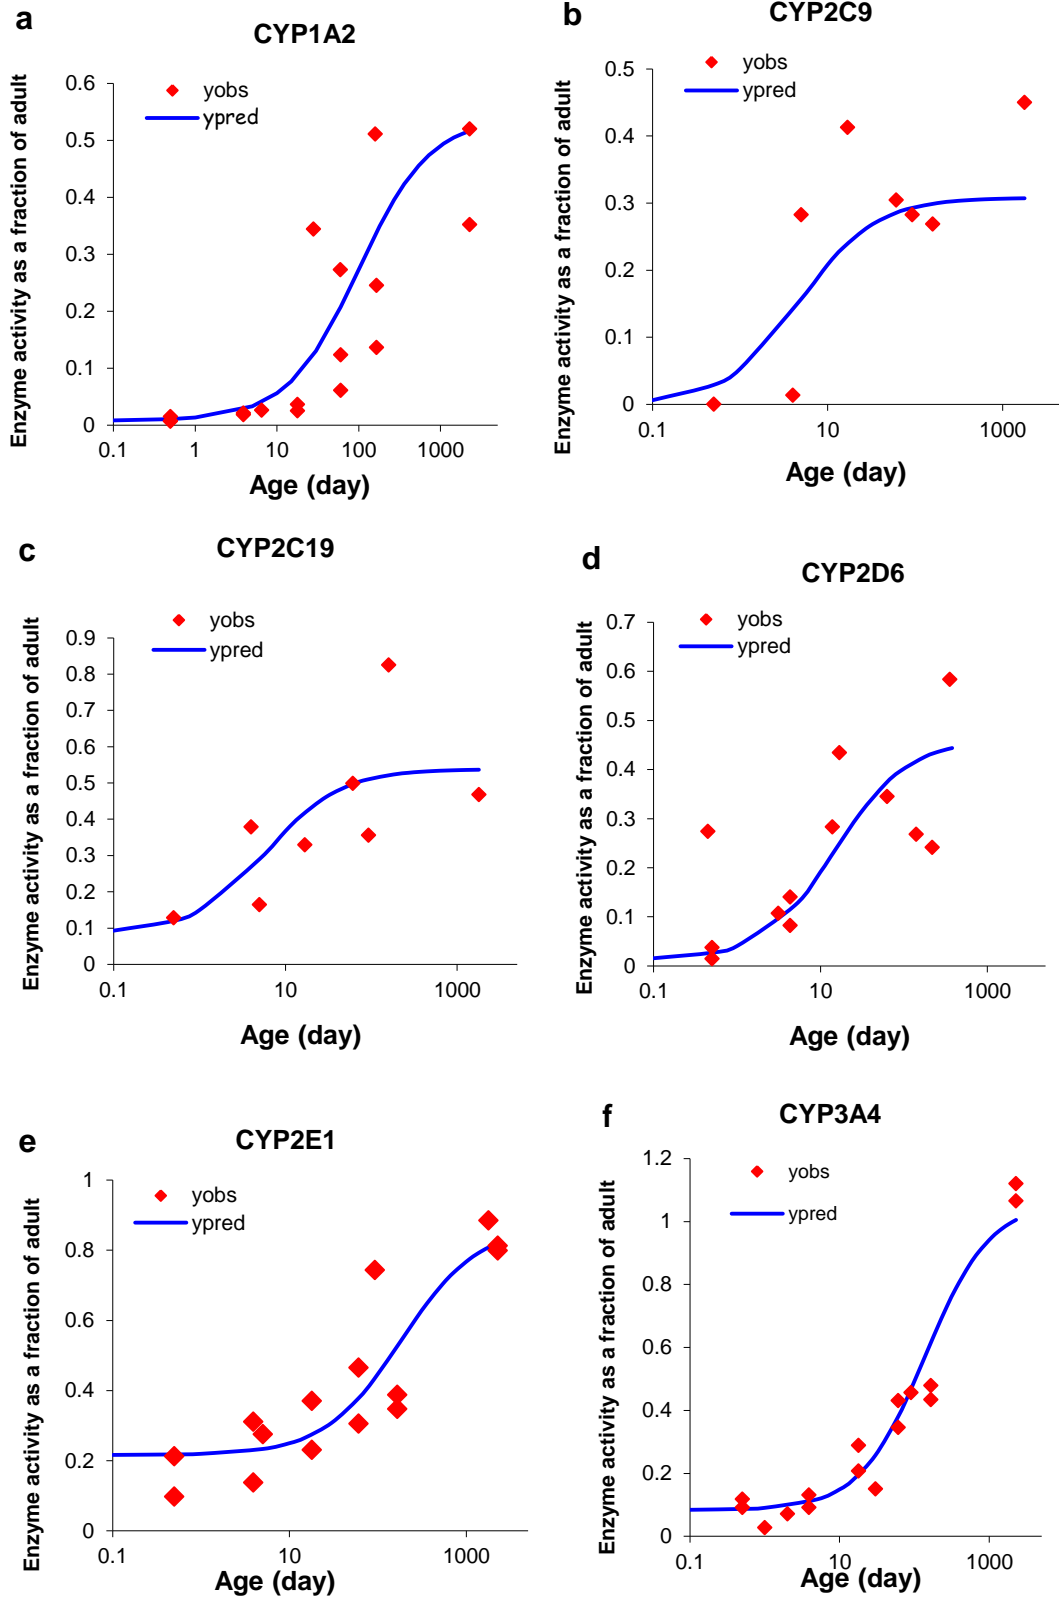 a
CYP1A2
Enzyme activity as a fraction of adult
yobs
ypred
0.6
0.5
0.4
0.3
0.2
0.1
0
0.1 1 10 100 1000
Age (day)
b
CYP2C9
Enzyme activity as a fraction of adult
yobs
ypred
0.5
0.4
0.3
0.2
0.1
0
0.1 10 1000
Age (day)
c
CYP2C19
Enzyme activity as a fraction of adult
yobs
ypred
0.9
0.8
0.7
0.6
0.5
0.4
0.3
0.2
0.1
0
0.1 10 1000
Age (day)
d
CYP2D6
Enzyme activity as a fraction of adult
yobs
ypred
0.7
0.6
0.5
0.4
0.3
0.2
0.1
0
0.1 10 1000
Age (day)
e
CYP2E1
Enzyme activity as a fraction of adult
yobs
ypred
1
0.8
0.6
0.4
0.2
0
0.1 10 1000
Age (day)
f
CYP3A4
Enzyme activity as a fraction of adult
yobs
ypred
1.2
1
0.8
0.6
0.4
0.2
0
0.1 10 1000
Age (day)